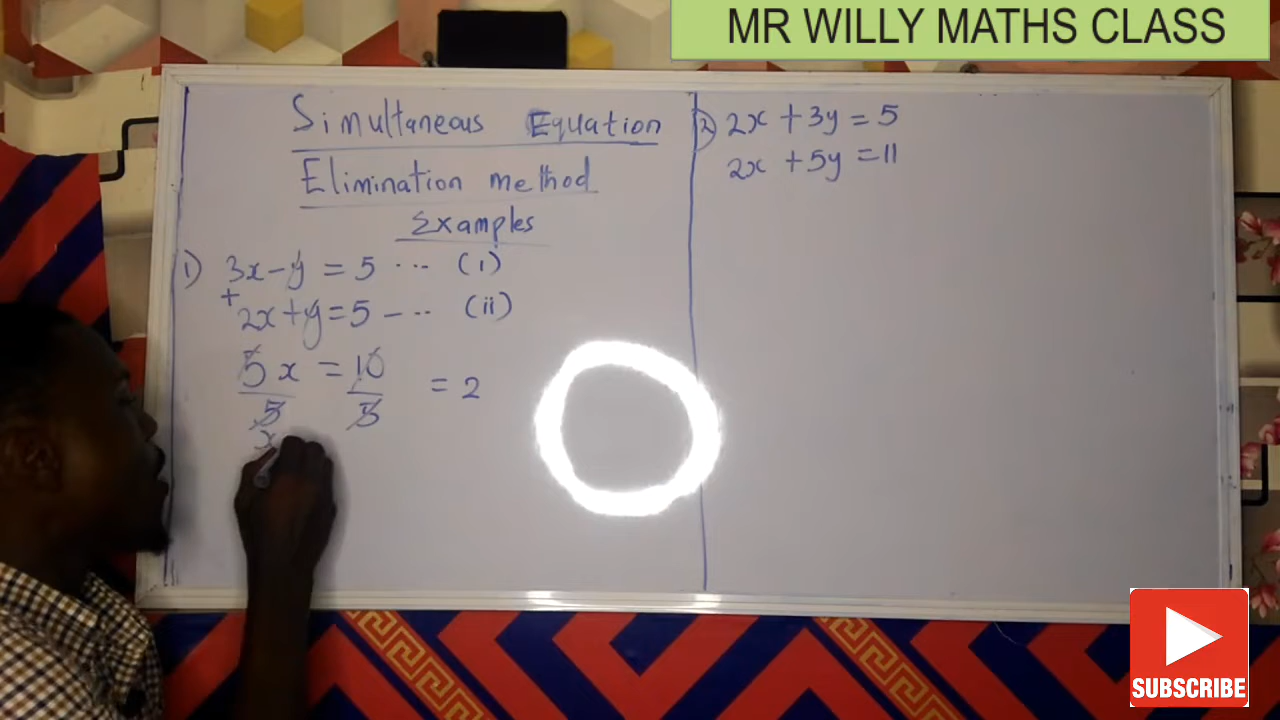 MR WILLY MATHS CLASS
Simultaneous Equation
Elimination method
Examples
1) 3x - y = 5 ... (i)
+ 2x + y = 5 - .. (ii)
5x = 10
5 5 = 2
x
2) 2x + 3y = 5
2x + 5y = 11
SUBSCRIBE